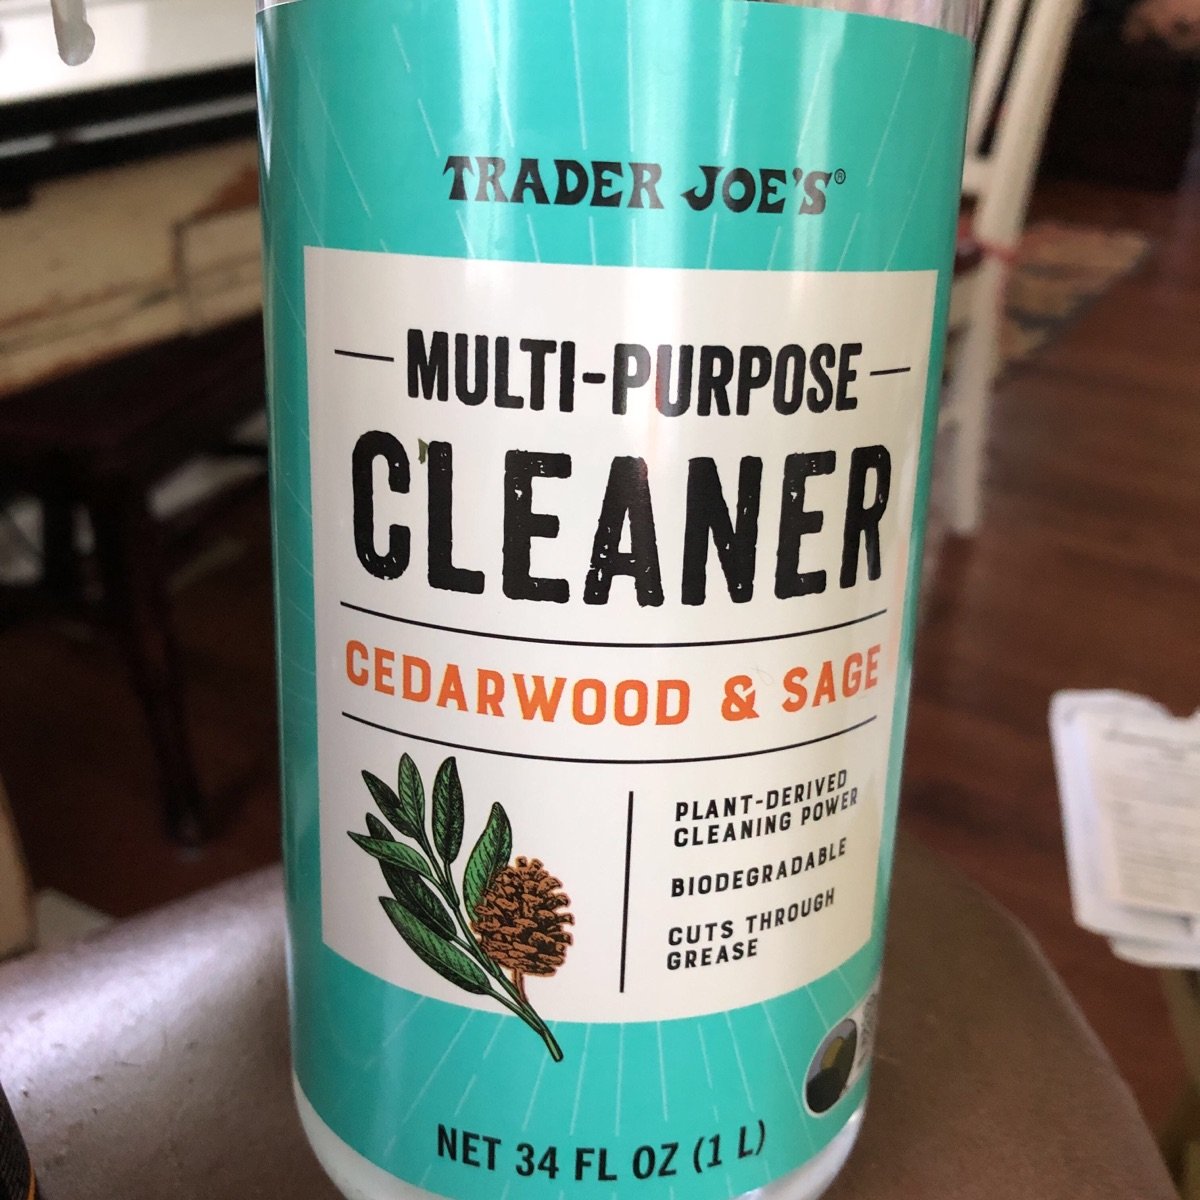 TRADER JOE'S®
MULTI-PURPOSE
CLEANER
CEDARWOOD & SAGE
PLANT-DERIVED
CLEANING POWER
BIODEGRADABLE
CUTS THROUGH
GREASE
NET 34 FL OZ (1 L)